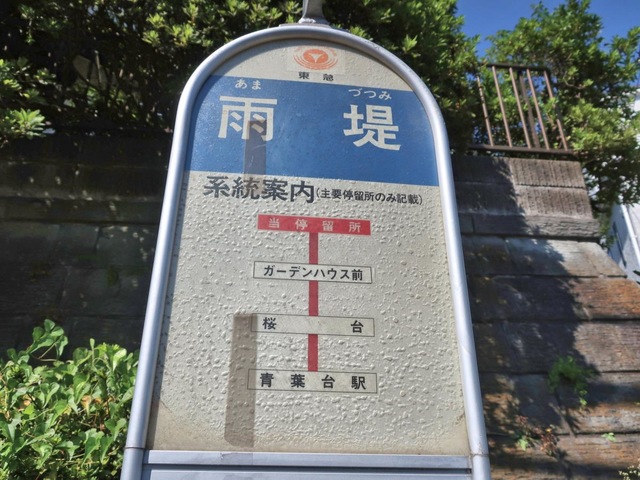 東急
あま づつみ
雨 堤
系統案内(主要停留所のみ記載)
当停留所
ガーデンハウス前
桜台
青葉台駅